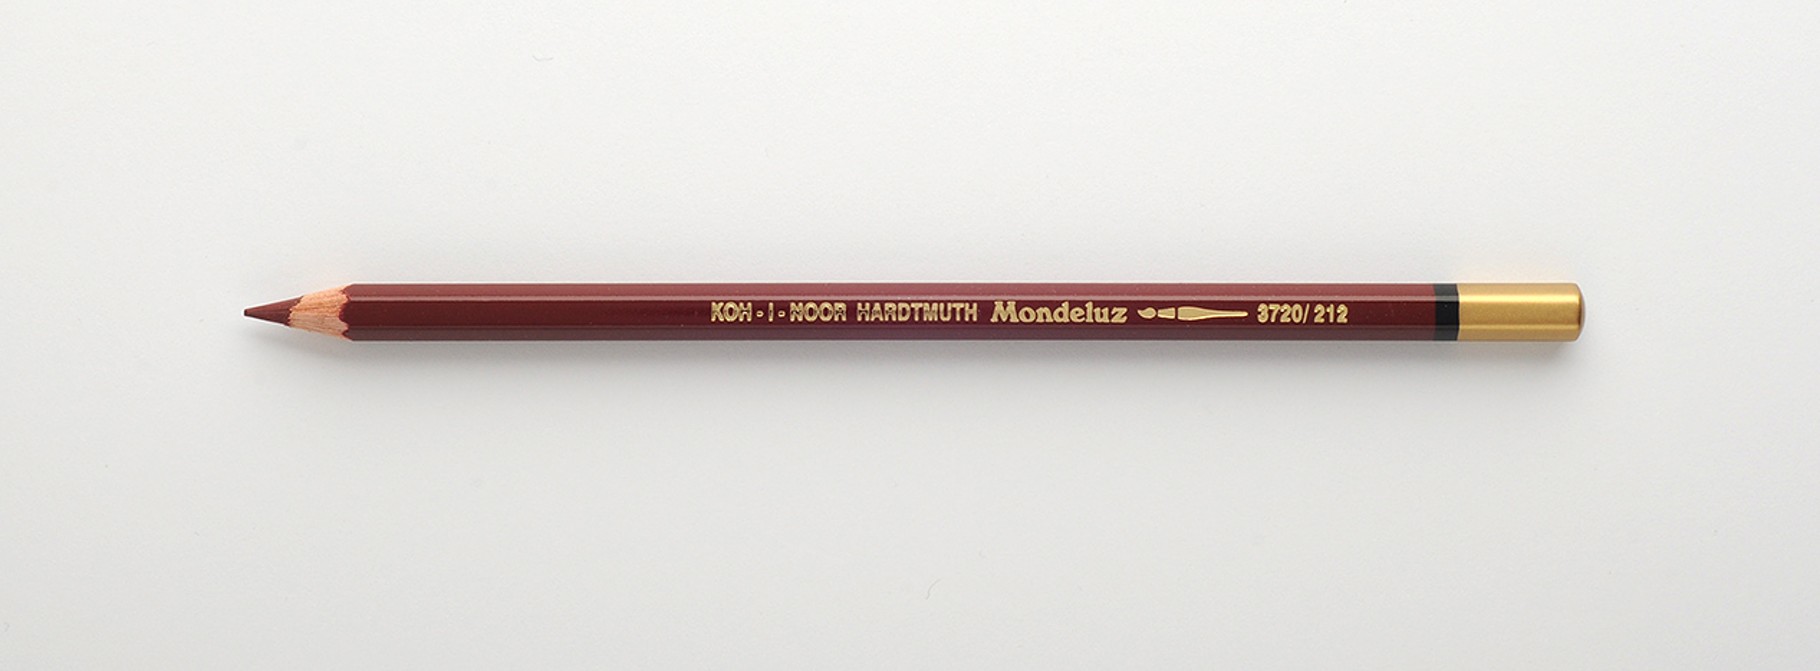 KOH-I-NOOR HARDTMUTH Mondeluz 3720/212